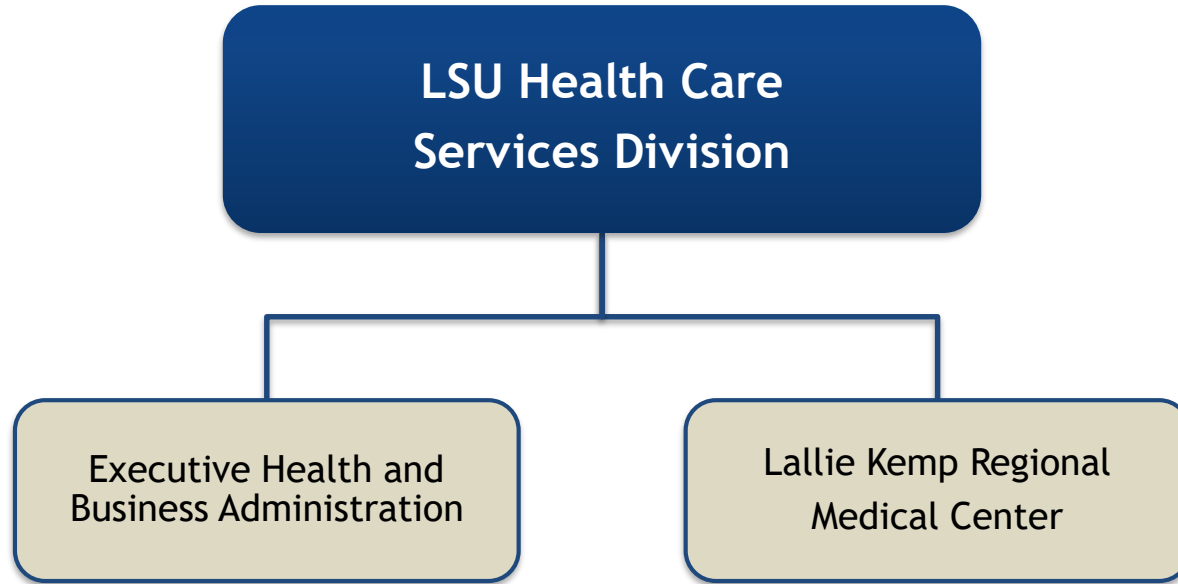 LSU Health Care
Services Division
Executive Health and
Business Administration
Lallie Kemp Regional
Medical Center